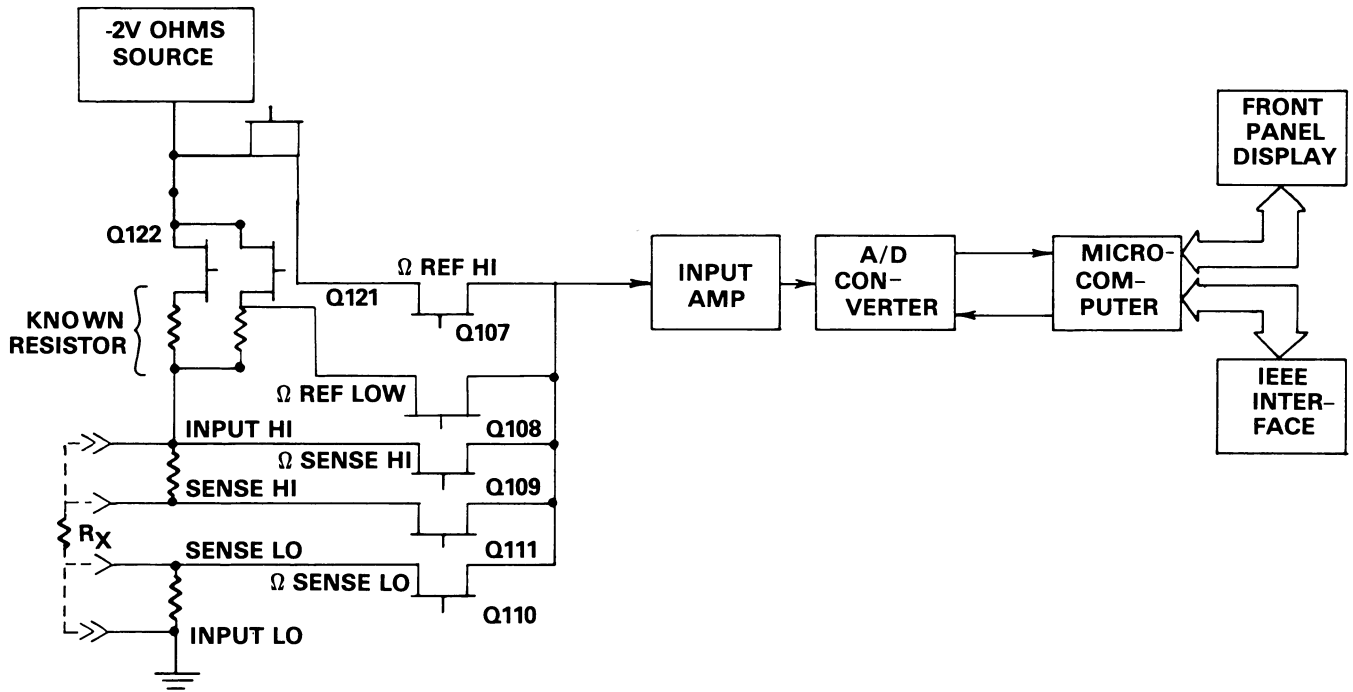 -2V OHMS
SOURCE
Q122
KNOWN
RESISTOR
Ω REF HI
Q121
Q107
Ω REF LOW
Q108
INPUT HI
Ω SENSE HI
Q109
SENSE HI
Q111
RX
SENSE LO
Ω SENSE LO
Q110
INPUT LO
INPUT
AMP
A/D
CON-
VERTER
MICRO-
COM-
PUTER
FRONT
PANEL
DISPLAY
IEEE
INTER-
FACE